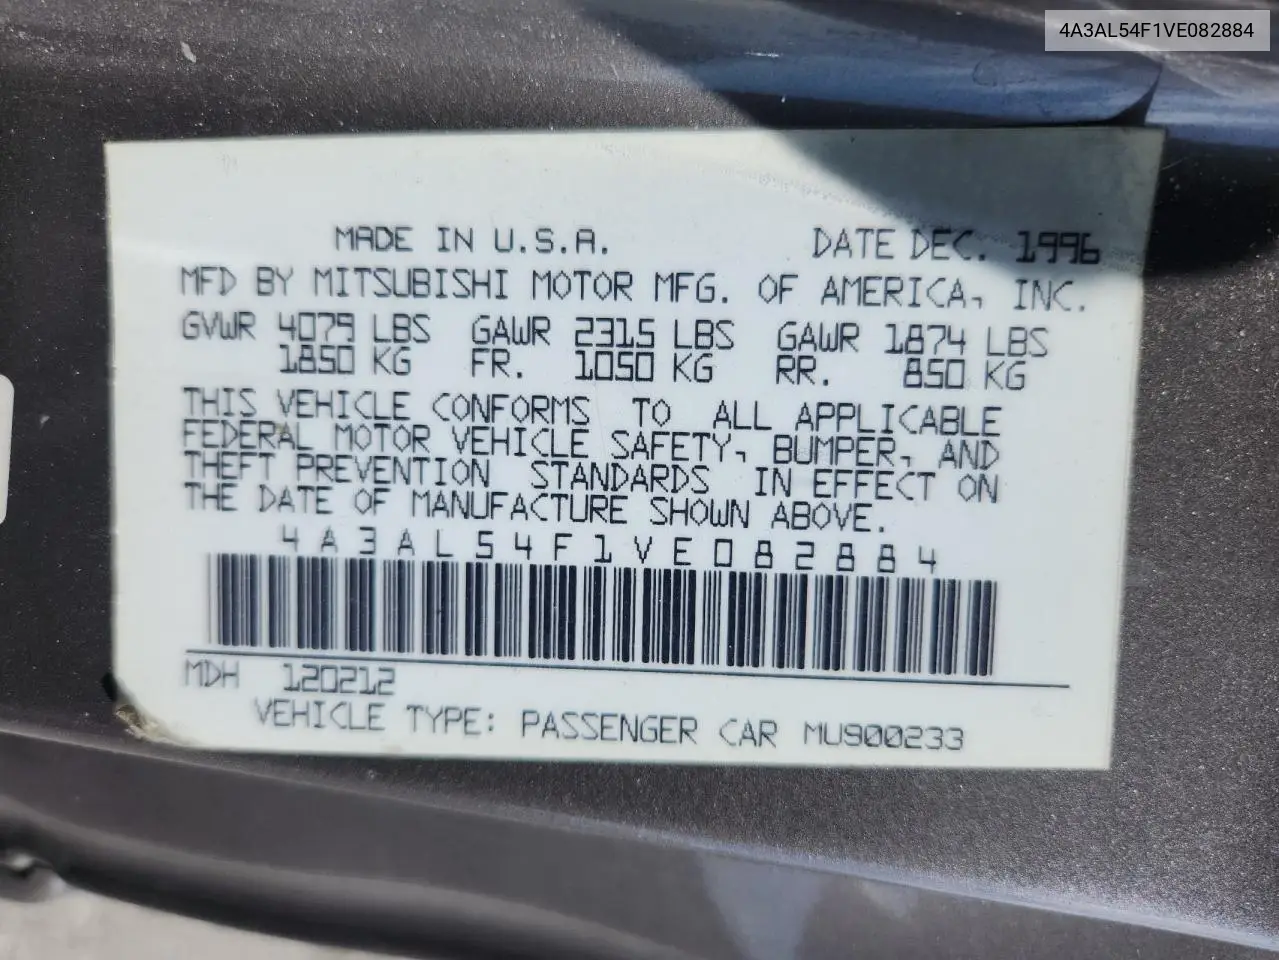 4A3AL54F1VE082884
MADE IN U.S.A. DATE DEC. 1996
MFD BY MITSUBISHI MOTOR MFG. OF AMERICA, INC.
GVWR 4079 LBS GAWR 2315 LBS GAWR 1874 LBS
1850 KG FR. 1050 KG RR. 850 KG
THIS VEHICLE CONFORMS TO ALL APPLICABLE
FEDERAL MOTOR VEHICLE SAFETY, BUMPER, AND
THEFT PREVENTION STANDARDS IN EFFECT ON
THE DATE OF MANUFACTURE SHOWN ABOVE.
4A3AL54F1VE082884
MDH 120212
VEHICLE TYPE: PASSENGER CAR MU900233